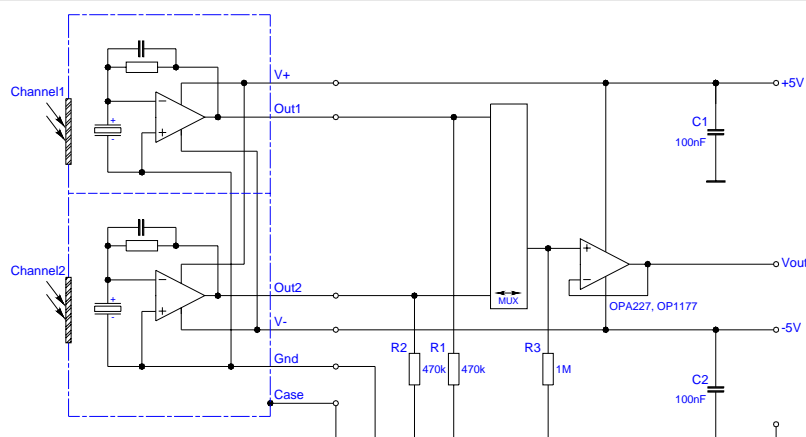 V+
+5V
Channel1
Out1
C1
100nF
+
-
−
+
Channel2
Out2
MUX
+
−
Vout
OPA227, OP1177
+
-
−
+
V-
-5V
Gnd
R2
470k
R1
470k
R3
1M
C2
100nF
Case